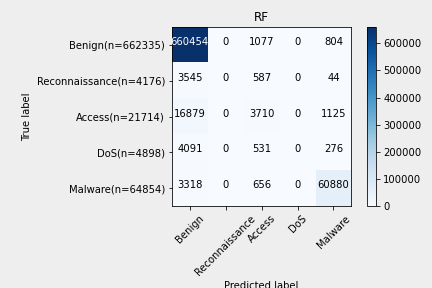 RF
Benign(n=662335) 660454 0 1077 0 804
Reconnaissance(n=4176) 3545 0 587 0 44
Access(n=21714) 16879 0 3710 0 1125
DoS(n=4898) 4091 0 531 0 276
Malware(n=64854) 3318 0 656 0 60880
True label
Benign Reconnaissance Access DoS Malware
Predicted label
600000
500000
400000
300000
200000
100000
0